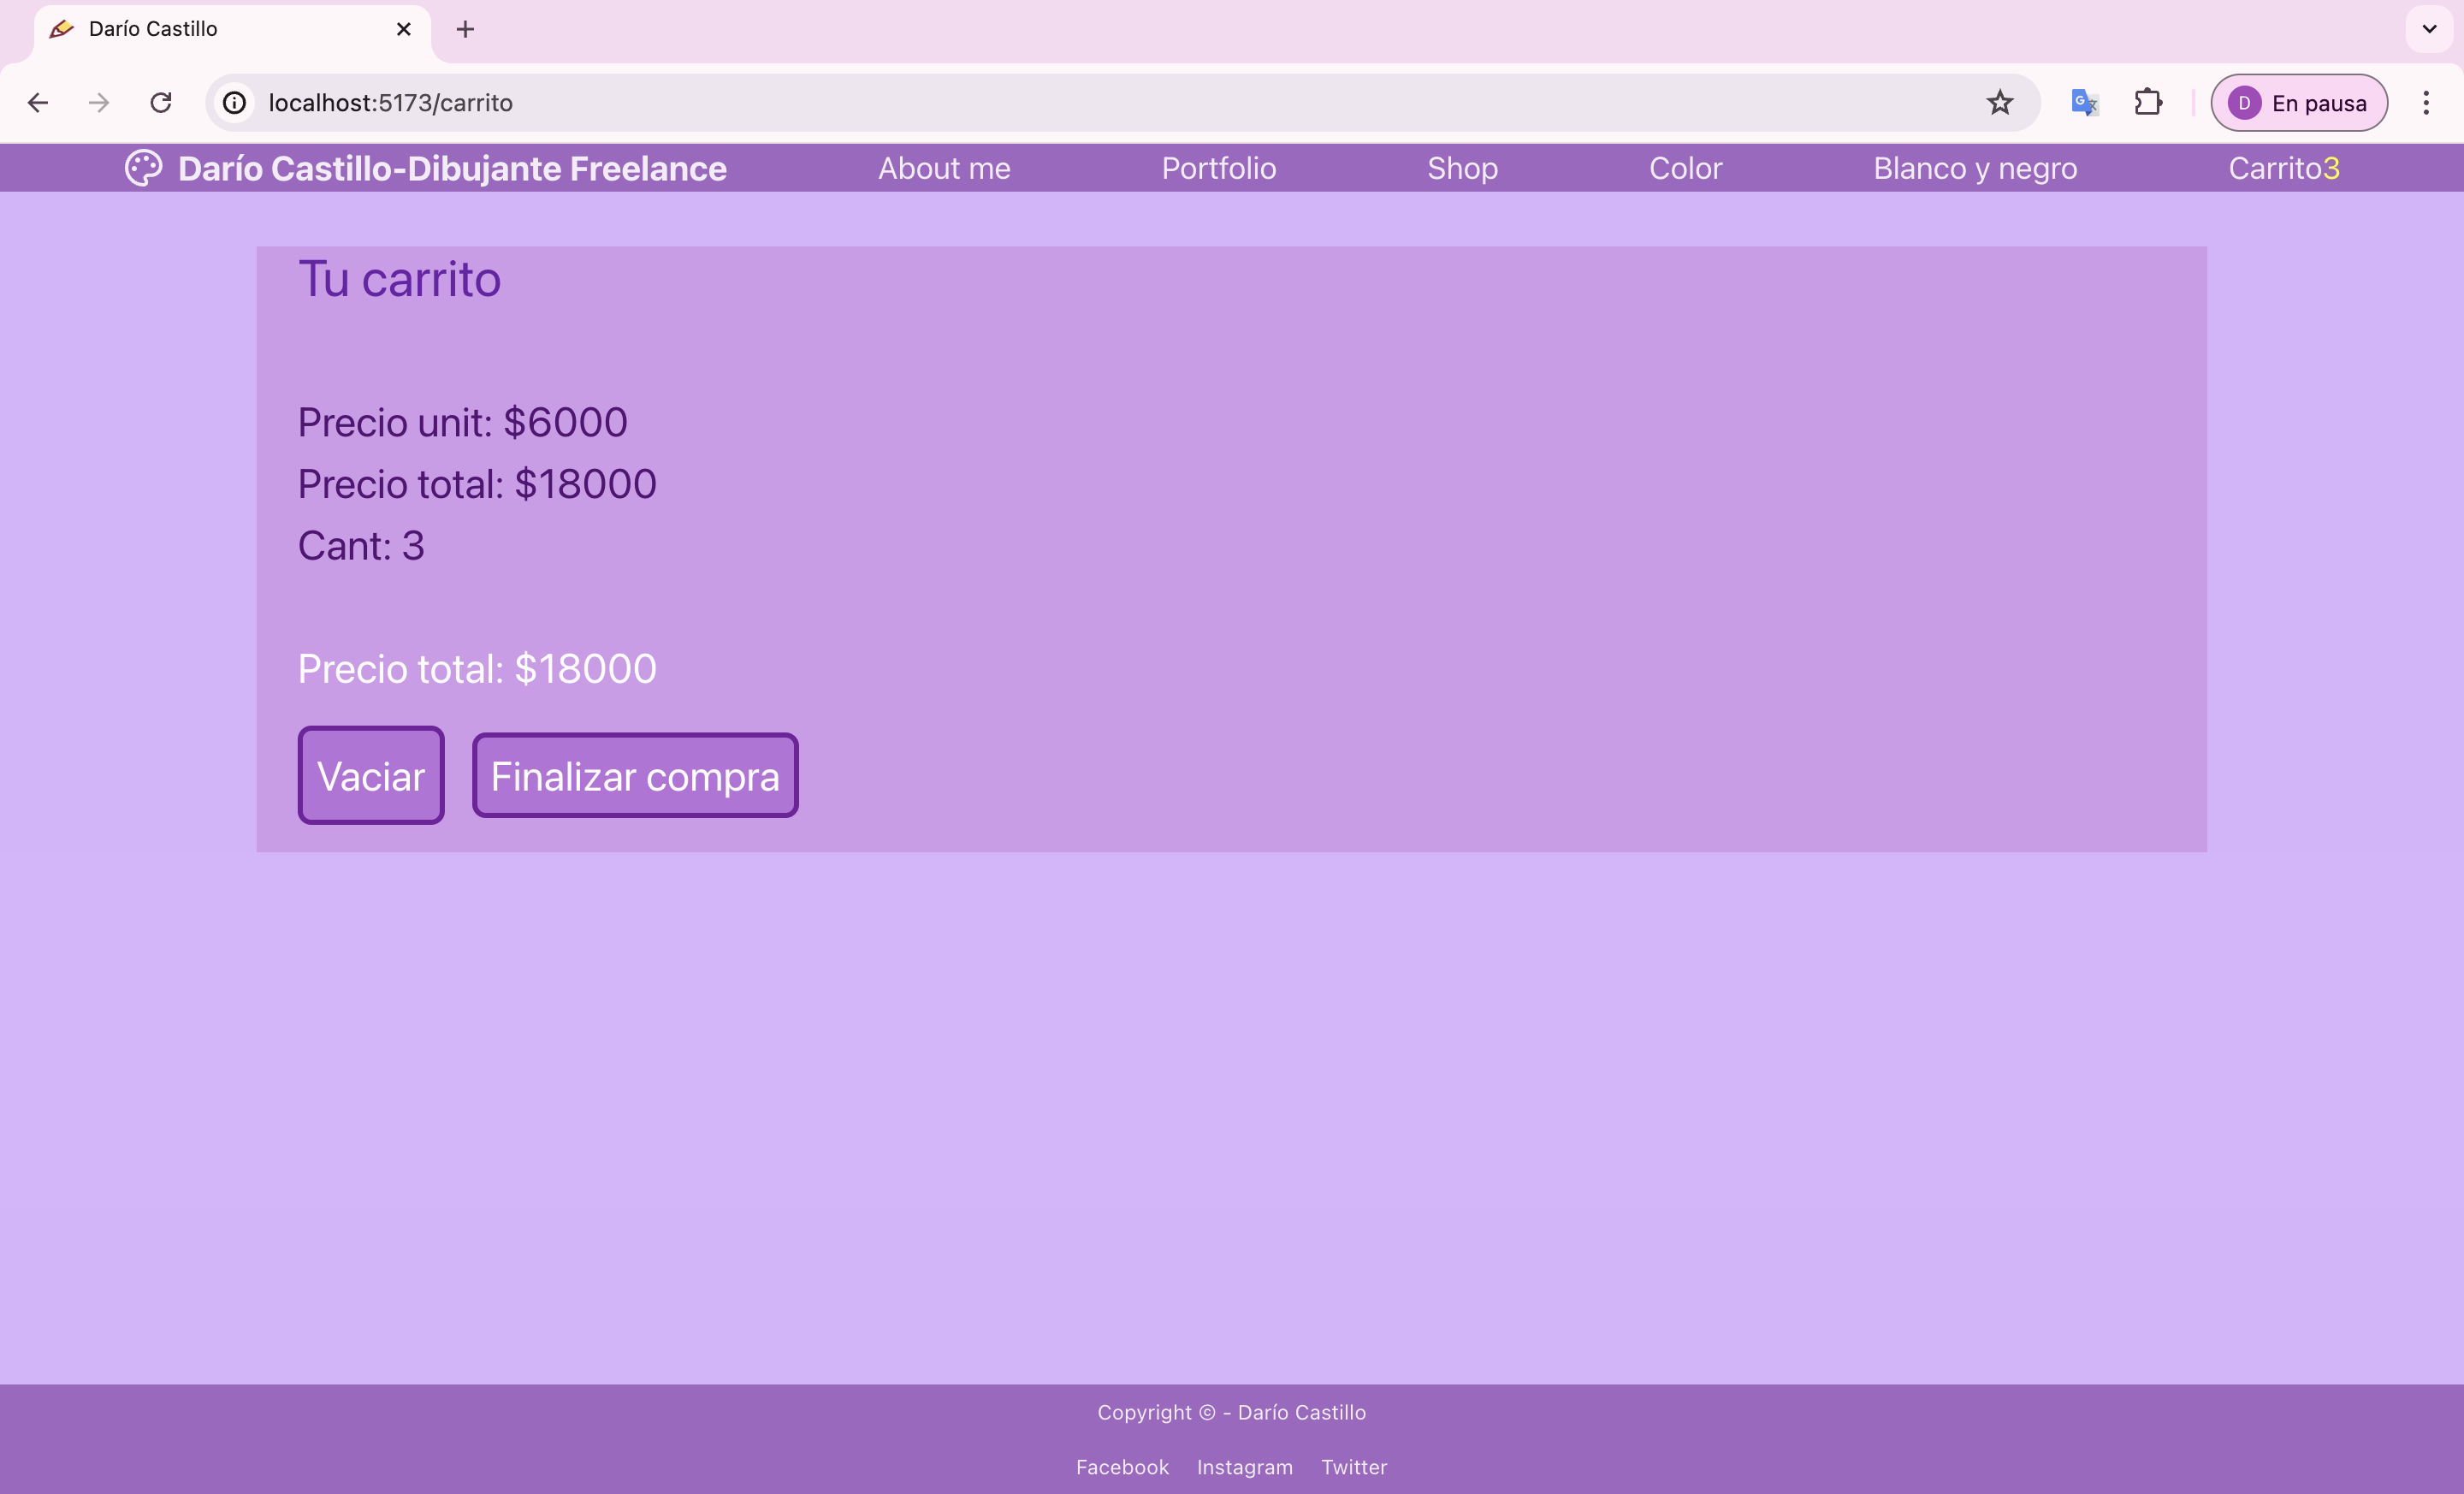 Darío Castillo
localhost:5173/carrito
G
D En pausa
Darío Castillo-Dibujante Freelance About me Portfolio Shop Color Blanco y negro Carrito3
Tu carrito
Precio unit: $6000
Precio total: $18000
Cant: 3
Precio total: $18000
Vaciar Finalizar compra
Copyright © - Darío Castillo
Facebook Instagram Twitter